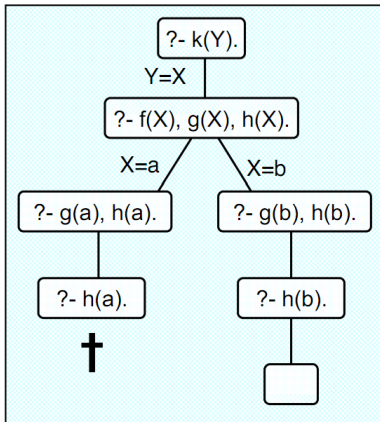 ?- k(Y).
Y=X
?- f(X), g(X), h(X).
X=a
X=b
?- g(a), h(a).
?- g(b), h(b).
?- h(a).
?- h(b).
†